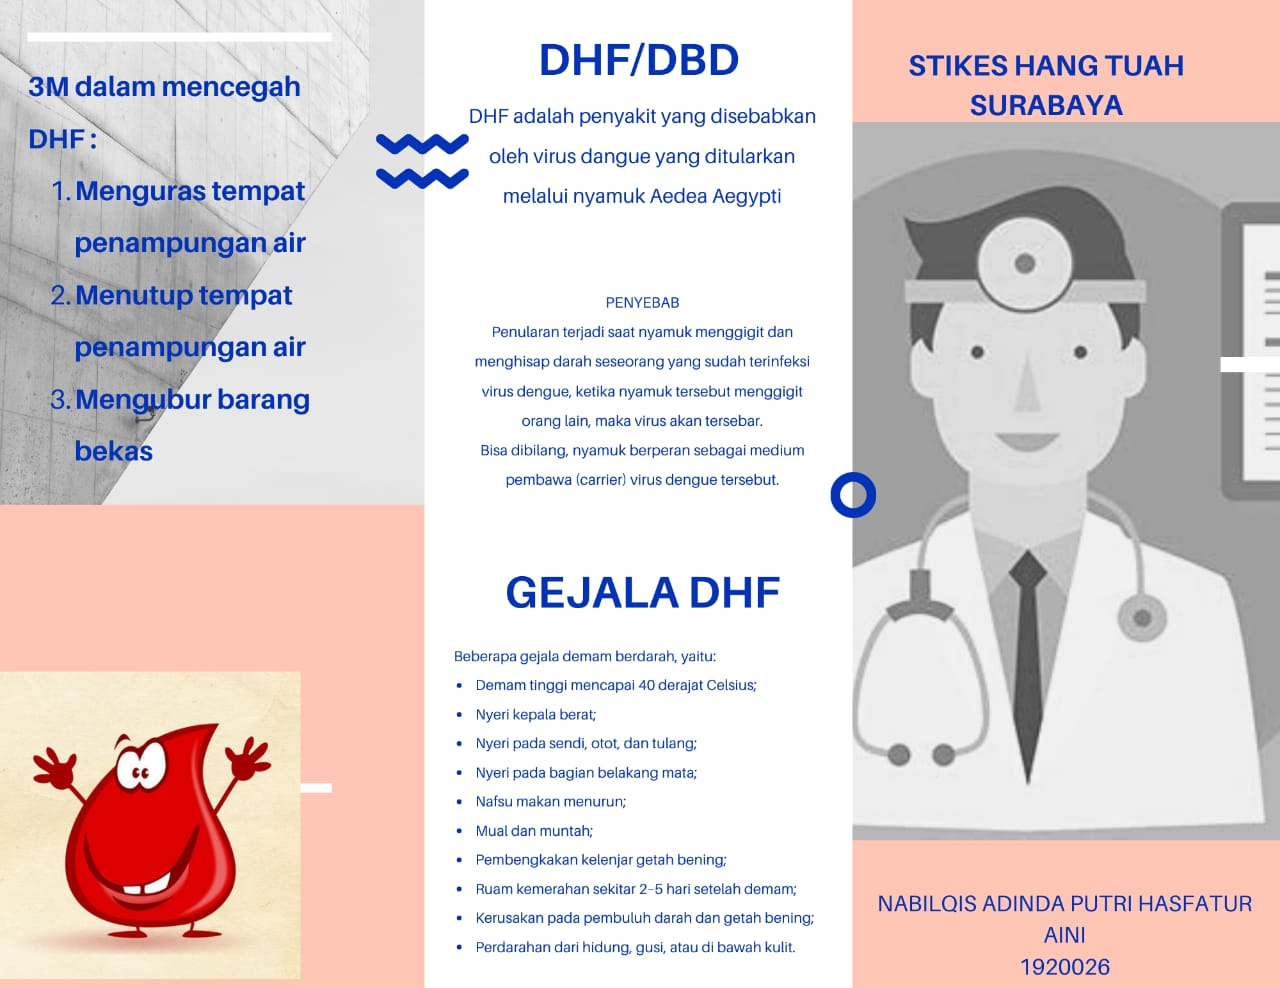 3M dalam mencegah
DHF :
1. Menguras tempat
penampungan air
2. Menutup tempat
penampungan air
3. Mengubur barang
bekas
DHF/DBD
DHF adalah penyakit yang disebabkan
oleh virus dangue yang ditularkan
melalui nyamuk Aedea Aegypti
PENYEBAB
Penularan terjadi saat nyamuk menggigit dan
menghisap darah seseorang yang sudah terinfeksi
virus dengue, ketika nyamuk tersebut menggigit
orang lain, maka virus akan tersebar.
Bisa dibilang, nyamuk berperan sebagai medium
pembawa (carrier) virus dengue tersebut.
GEJALA DHF
Beberapa gejala demam berdarah, yaitu:
• Demam tinggi mencapai 40 derajat Celsius;
• Nyeri kepala berat;
• Nyeri pada sendi, otot, dan tulang;
• Nyeri pada bagian belakang mata;
• Nafsu makan menurun;
• Mual dan muntah;
• Pembengkakan kelenjar getah bening;
• Ruam kemerahan sekitar 2–5 hari setelah demam;
• Kerusakan pada pembuluh darah dan getah bening;
• Perdarahan dari hidung, gusi, atau di bawah kulit.
STIKES HANG TUAH
SURABAYA
NABILQIS ADINDA PUTRI HASFATUR
AINI
1920026